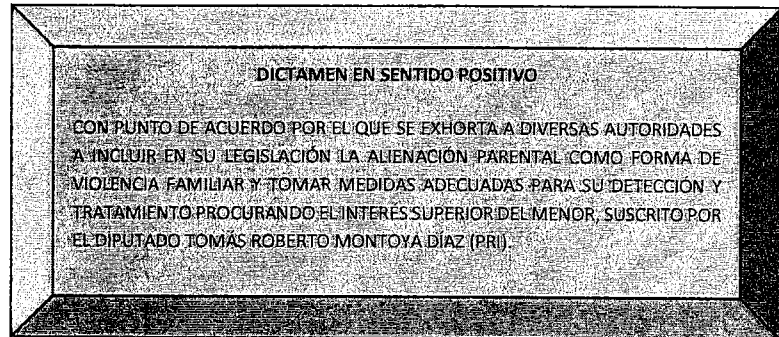 DICTAMEN EN SENTIDO POSITIVO
CON PUNTO DE ACUERDO POR EL QUE SE EXHORTA A DIVERSAS AUTORIDADES
A INCLUIR EN SU LEGISLACIÓN LA ALIENACIÓN PARENTAL COMO FORMA DE
VIOLENCIA FAMILIAR Y TOMAR MEDIDAS ADECUADAS PARA SU DETECCIÓN Y
TRATAMIENTO PROCURANDO EL INTERES SUPERIOR DEL MENOR, SUSCRITO POR
EL DIPUTADO TOMÁS ROBERTO MONTOYA DÍAZ (PRI).